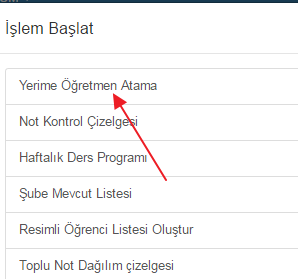 İşlem Başlat
Yerime Öğretmen Atama
Not Kontrol Çizelgesi
Haftalık Ders Programı
Şube Mevcut Listesi
Resimli Öğrenci Listesi Oluştur
Toplu Not Dağılım çizelgesi